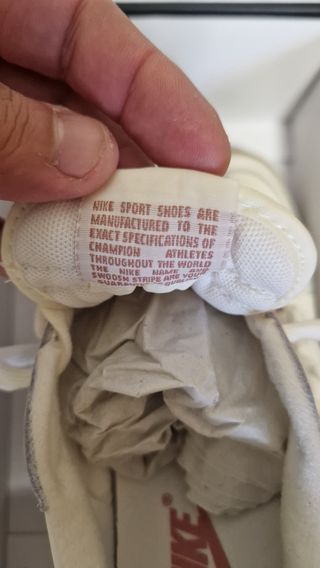 NIKE SPORT SHOES ARE
MANUFACTURED TO THE
EXACT SPECIFICATIONS OF
CHAMPION ATHLETES
THROUGHOUT THE WORLD
THE NIKE NAME AND
SWOOSH STRIPE ARE YOUR
NIKE
®